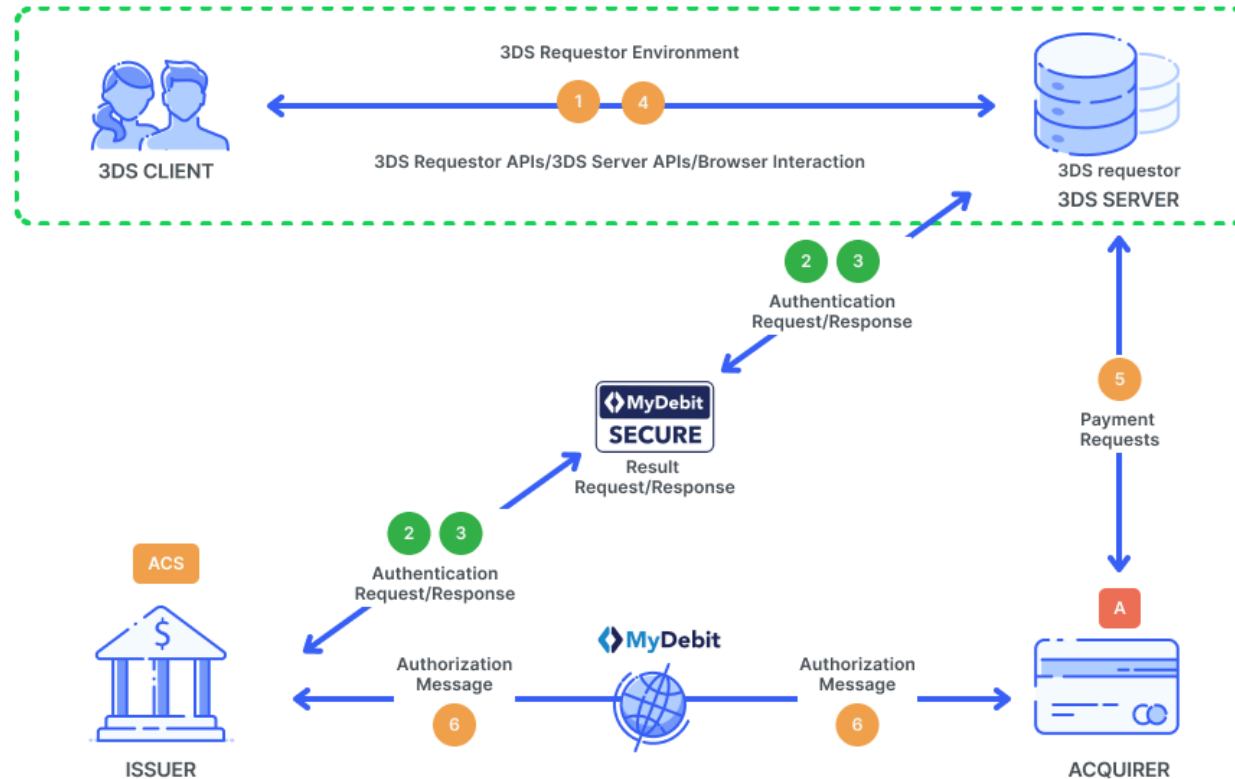 3DS Requestor Environment
1 4
3DS Requestor APIs/3DS Server APIs/Browser Interaction
3DS CLIENT
3DS requestor
3DS SERVER
2 3
Authentication
Request/Response
5
Payment
Requests
MyDebit
SECURE
Result
Request/Response
2 3
Authentication
Request/Response
ACS
$
ISSUER
Authorization
Message
6
MyDebit
Authorization
Message
6
A
ACQUIRER